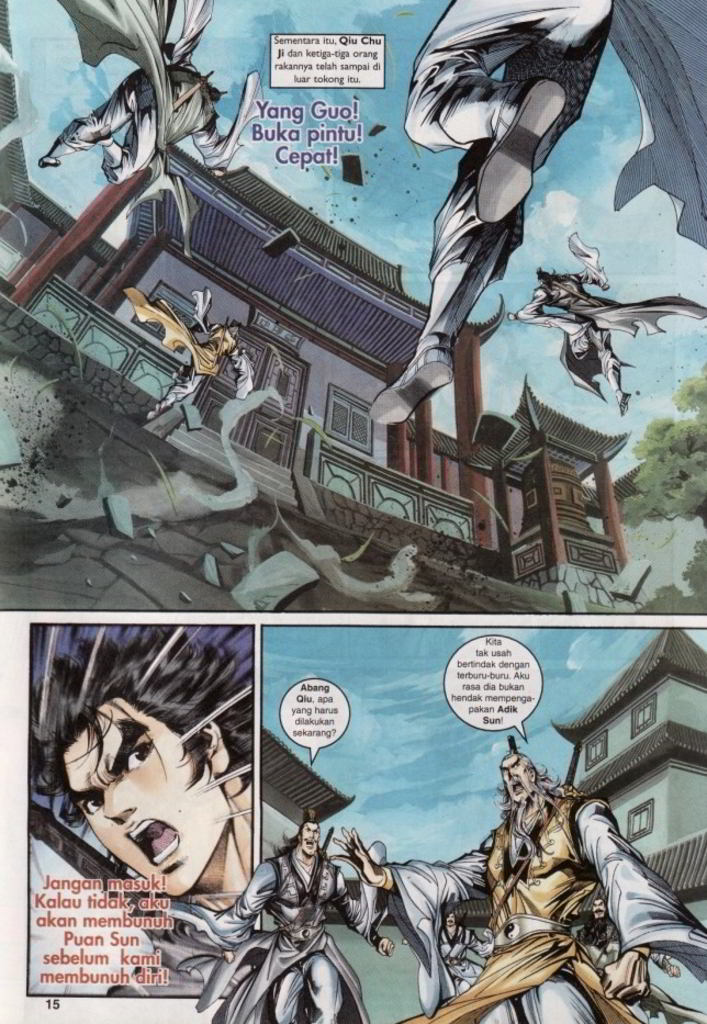 Sementara itu, Qiu Chu
Ji dan ketiga-tiga orang
rakannya telah sampai di
luar tokong itu.
Yang Guo!
Buka pintu!
Cepat!
Jangan masuk!
Kalau tidak, aku
akan membunuh
Puan Sun
sebelum kami
membunuh diri!
Abang
Qiu, apa
yang harus
dilakukan
sekarang?
Kita
tak usah
bertindak dengan
terburu-buru. Aku
rasa dia bukan
hendak mempenga-
pakan Adik
Sun!
15